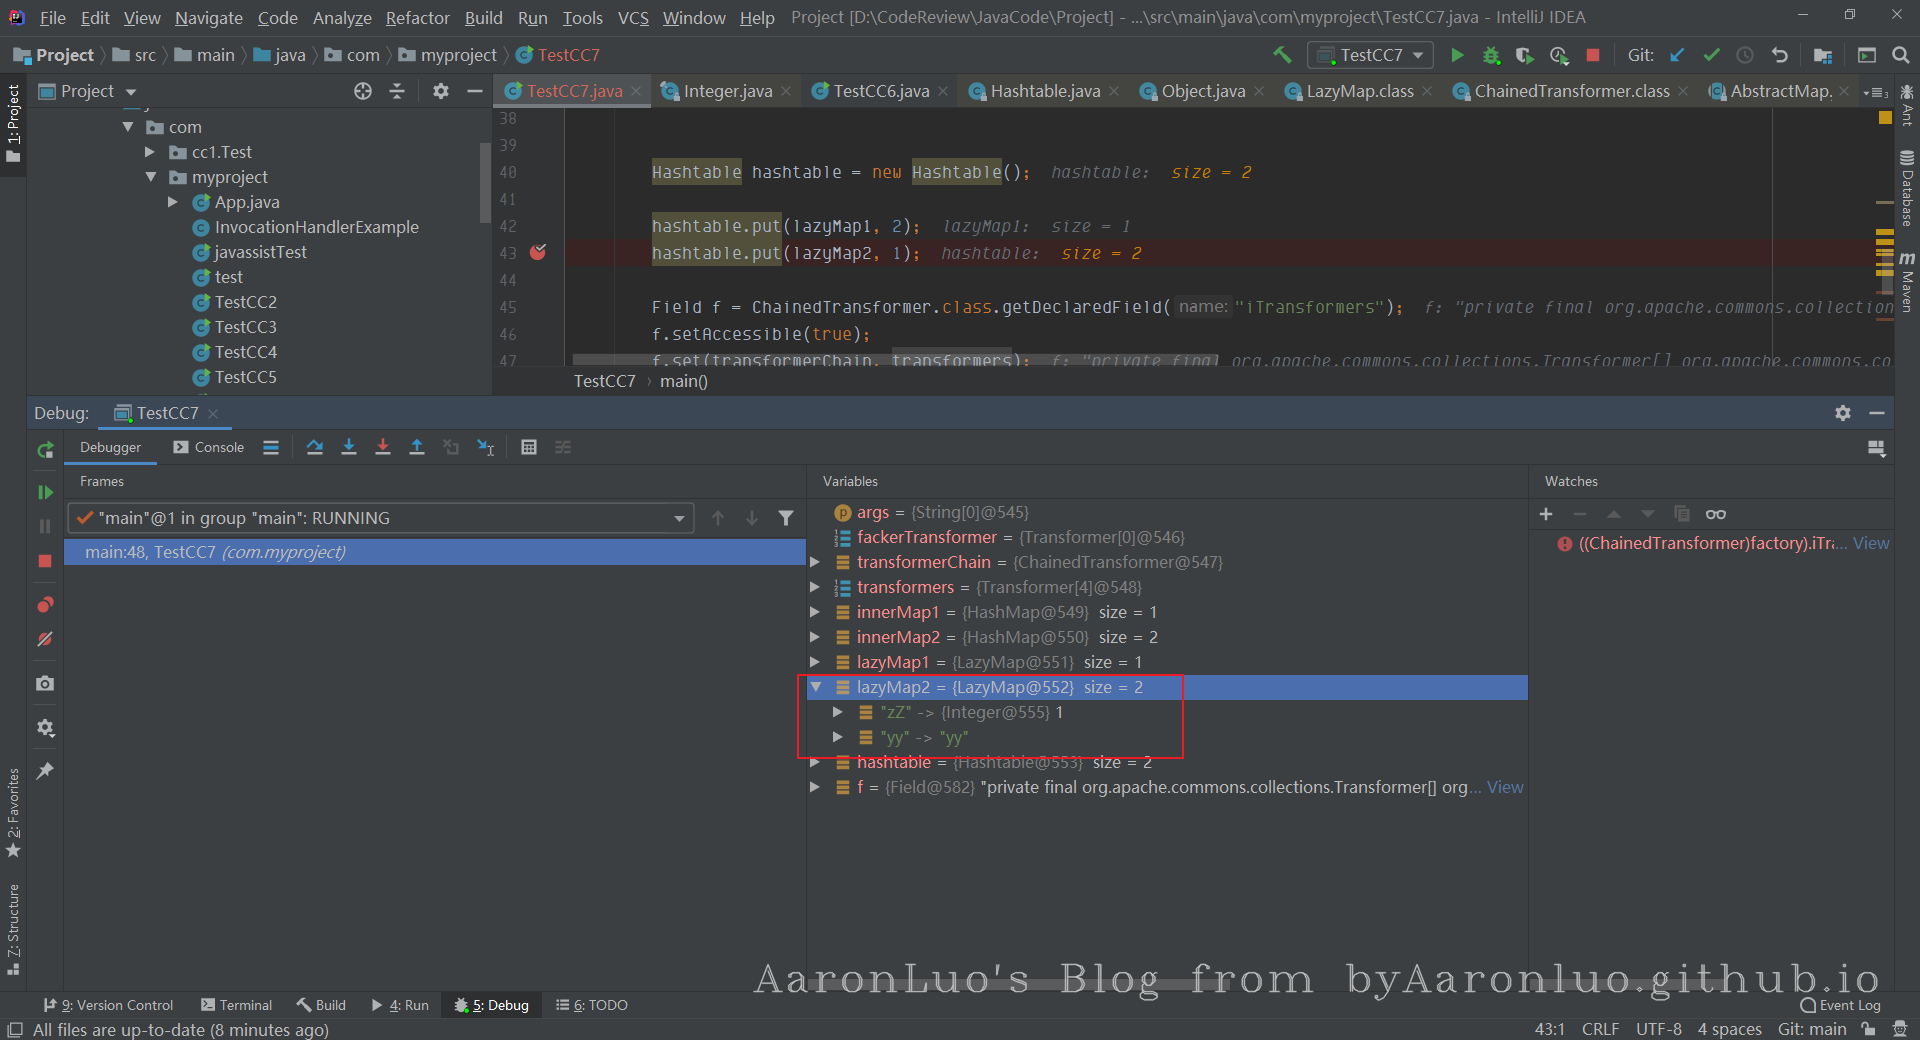 File Edit View Navigate Code Analyze Refactor Build Run Tools VCS Window Help Project [D:\CodeReview\JavaCode\Project] - ...\src\main\java\com\myproject\TestCC7.java - IntelliJ IDEA
Project src main java com myproject TestCC7 TestCC7 Git:
Project TestCC7.java Integer.java TestCC6.java Hashtable.java Object.java LazyMap.class ChainedTransformer.class AbstractMap.
1: Project
Ant
Database
Maven
com
cc1.Test
myproject
App.java
InvocationHandlerExample
javassistTest
test
TestCC2
TestCC3
TestCC4
TestCC5
38
39
40 Hashtable hashtable = new Hashtable(); hashtable: size = 2
41
42 hashtable.put(lazyMap1, 2); lazyMap1: size = 1
43 hashtable.put(lazyMap2, 1); hashtable: size = 2
44
45 Field f = ChainedTransformer.class.getDeclaredField( name: "iTransformers"); f: "private final org.apache.commons.collection
46 f.setAccessible(true);
47 f.set(transformerChain, transformers); f: "private final org.apache.commons.collections.Transformer[] org.apache.commons.co
TestCC7 › main()
Debug: TestCC7
Debugger Console
Frames Variables Watches
"main"@1 in group "main": RUNNING
main:48, TestCC7 (com.myproject)
args = {String[0]@545}
fackerTransformer = {Transformer[0]@546}
transformerChain = {ChainedTransformer@547}
transformers = {Transformer[4]@548}
innerMap1 = {HashMap@549} size = 1
innerMap2 = {HashMap@550} size = 2
lazyMap1 = {LazyMap@551} size = 1
lazyMap2 = {LazyMap@552} size = 2
"zZ" -> {Integer@555} 1
"yy" -> "yy"
hashtable = {Hashtable@553} size = 2
f = {Field@582} "private final org.apache.commons.collections.Transformer[] org... View
((ChainedTransformer)factory).iTra... View
2: Favorites
7: Structure
AaronLuo's Blog from byAaronluo.github.io
9: Version Control Terminal Build 4: Run 5: Debug 6: TODO Event Log
All files are up-to-date (8 minutes ago) 43:1 CRLF UTF-8 4 spaces Git: main